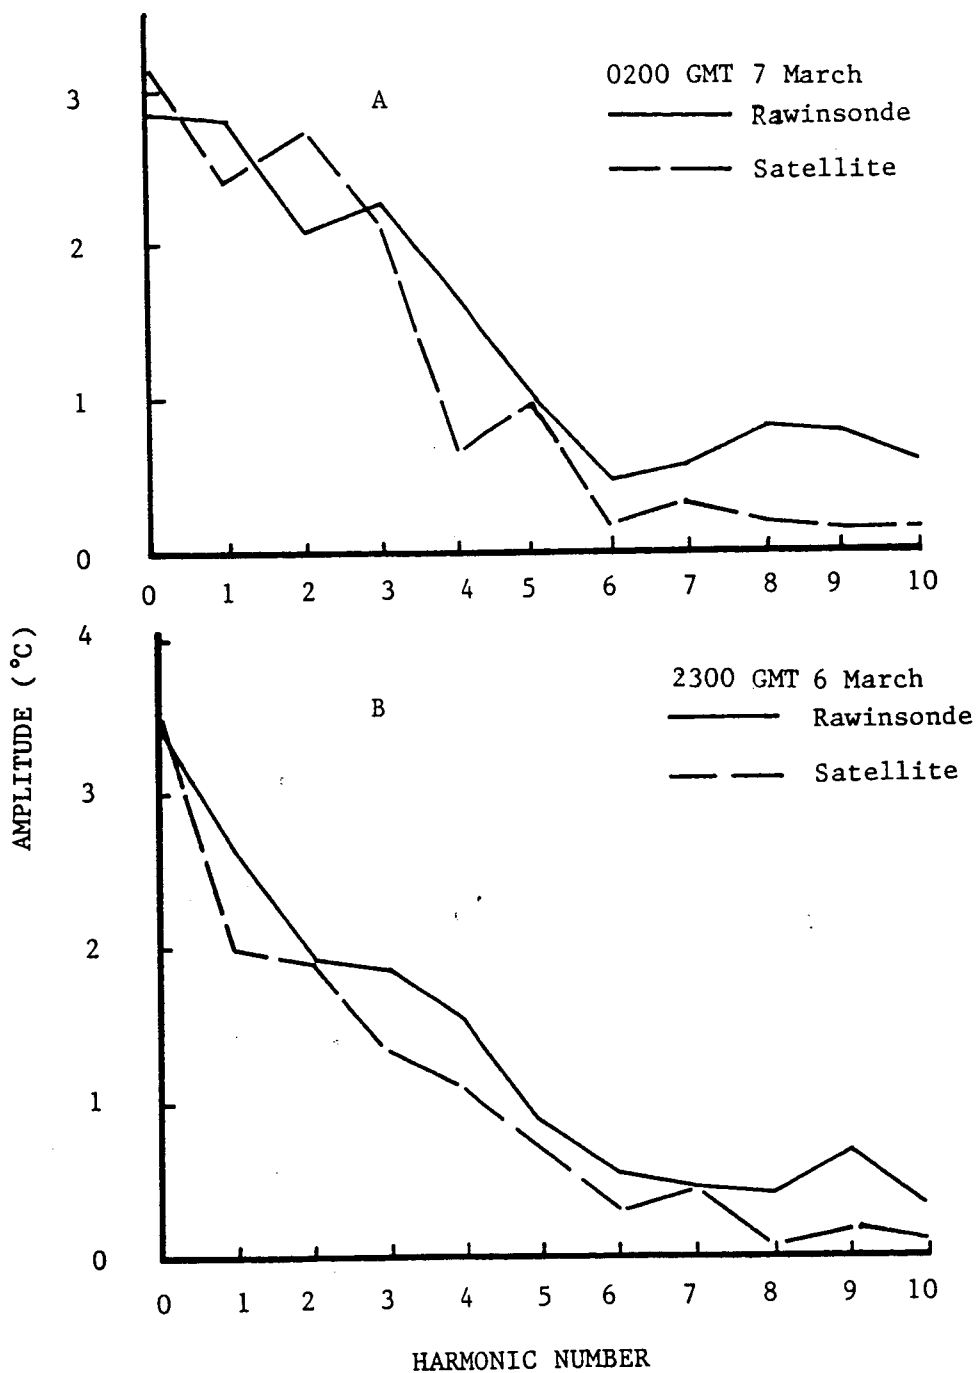 0200 GMT 7 March
3
A
Rawinsonde
Satellite
2
1
0
0 1 2 3 4 5 6 7 8 9 10
4
2300 GMT 6 March
B
Rawinsonde
Satellite
3
AMPLITUDE (°C)
2
1
0
0 1 2 3 4 5 6 7 8 9 10
HARMONIC NUMBER